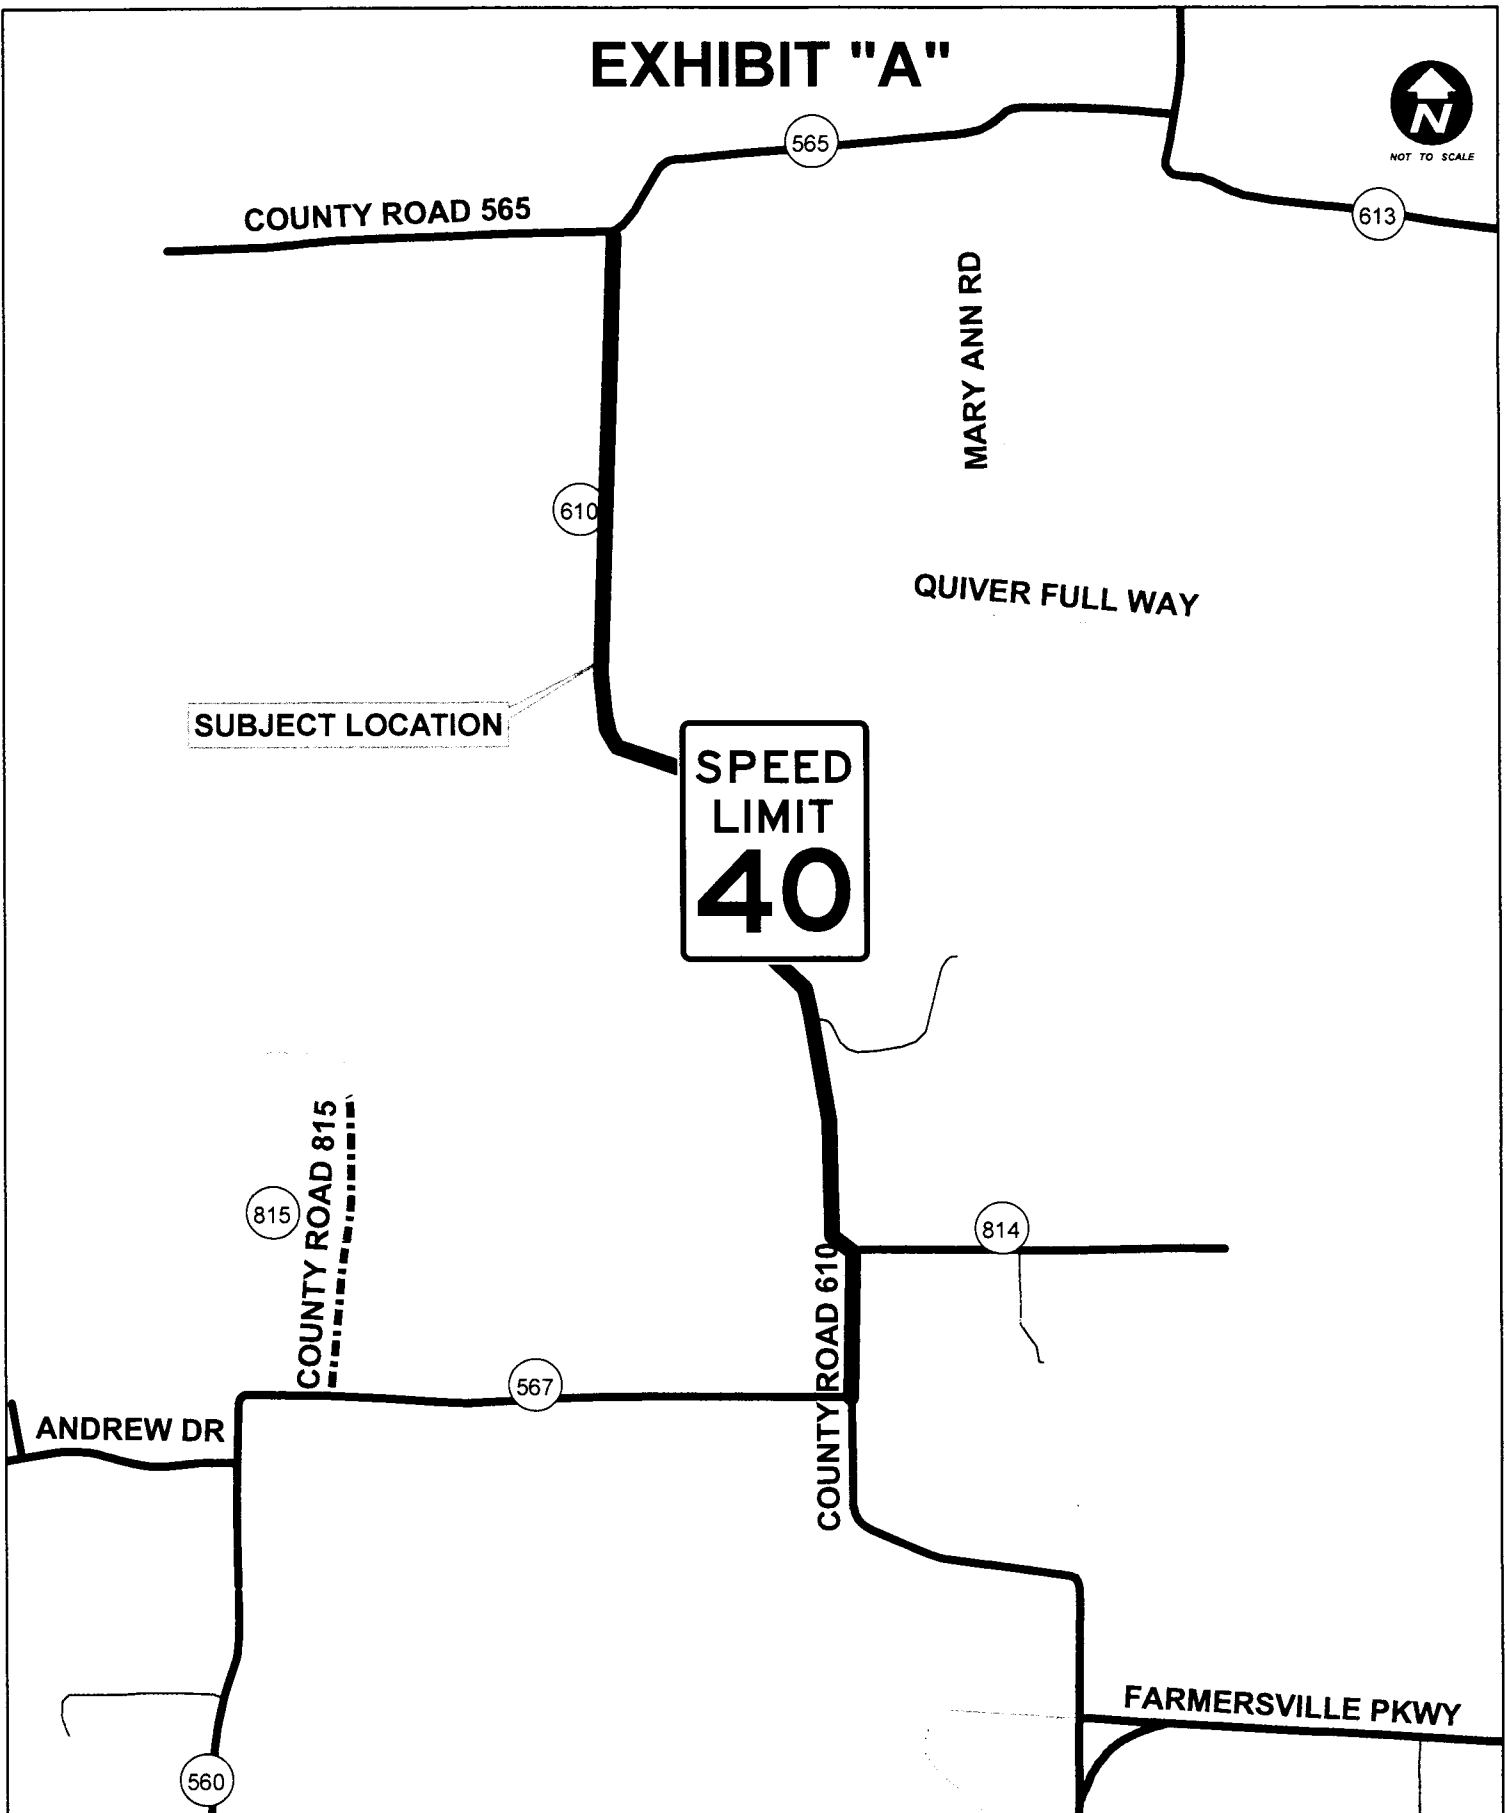 EXHIBIT "A"
N
NOT TO SCALE
565
COUNTY ROAD 565
613
MARY ANN RD
610
QUIVER FULL WAY
SUBJECT LOCATION
SPEED
LIMIT
40
COUNTY ROAD 815
815
814
COUNTY ROAD 610
567
ANDREW DR
FARMERSVILLE PKWY
560